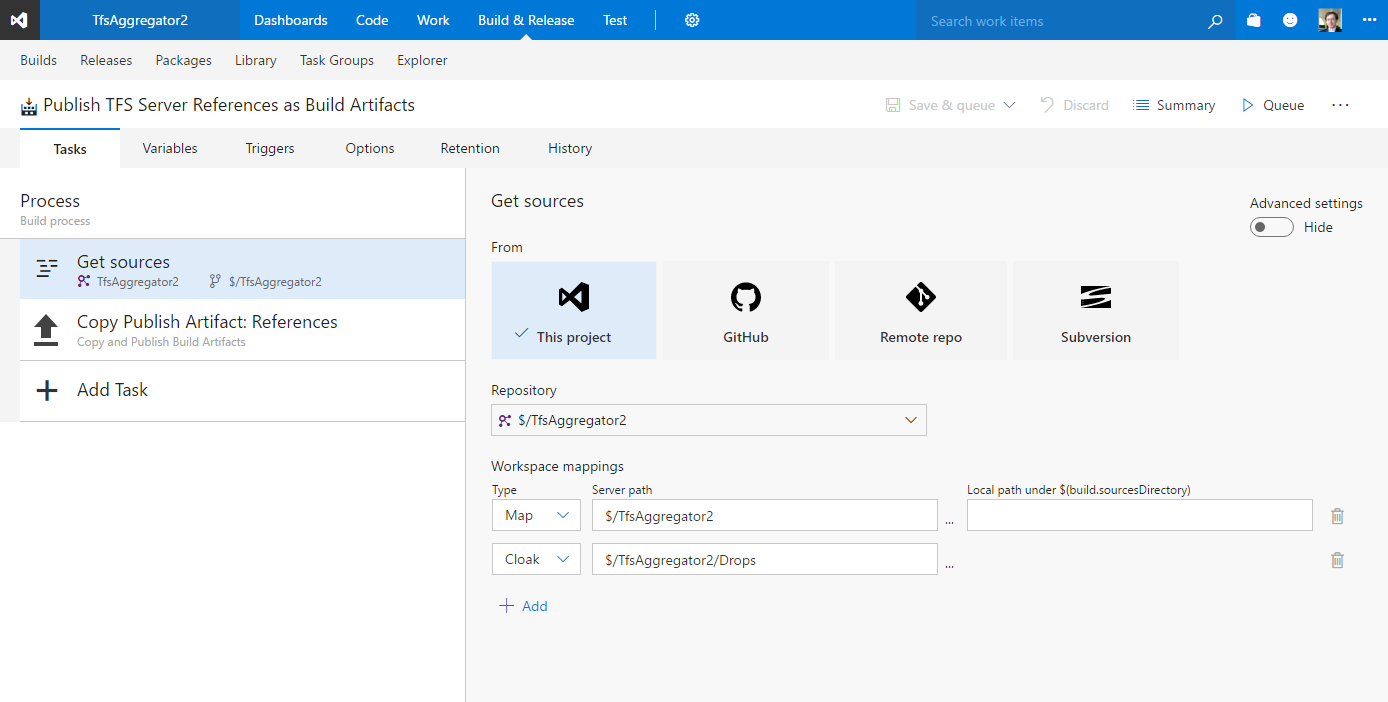 TfsAggregator2 Dashboards Code Work Build & Release Test Search work items
Builds Releases Packages Library Task Groups Explorer
Publish TFS Server References as Build Artifacts Save & queue Discard Summary Queue ...
Tasks Variables Triggers Options Retention History
Process
Build process
Get sources
TfsAggregator2 $/TfsAggregator2
Copy Publish Artifact: References
Copy and Publish Build Artifacts
Add Task
Get sources
Advanced settings
Hide
From
This project GitHub Remote repo Subversion
Repository
$/TfsAggregator2
Workspace mappings
Type Server path Local path under $(build.sourcesDirectory)
Map $/TfsAggregator2 ...
Cloak $/TfsAggregator2/Drops ...
Add